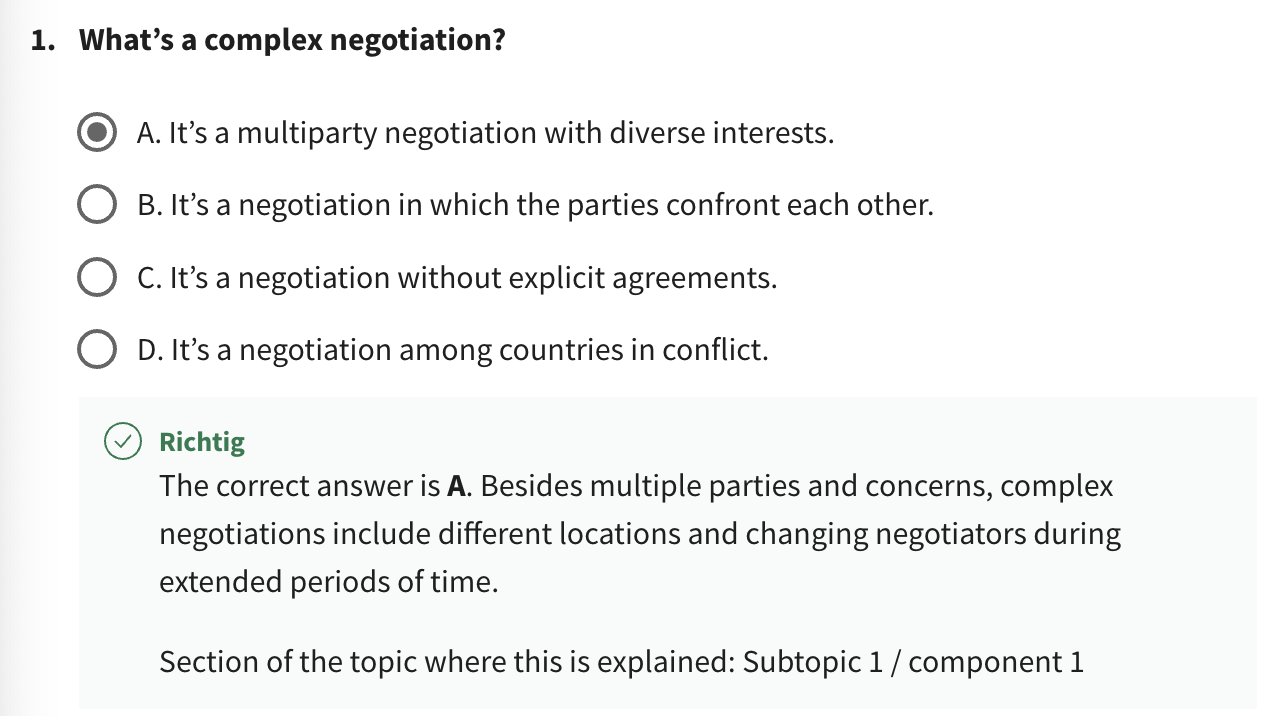 1. What’s a complex negotiation?
A. It’s a multiparty negotiation with diverse interests.
B. It’s a negotiation in which the parties confront each other.
C. It’s a negotiation without explicit agreements.
D. It’s a negotiation among countries in conflict.
Richtig
The correct answer is A. Besides multiple parties and concerns, complex
negotiations include different locations and changing negotiators during
extended periods of time.
Section of the topic where this is explained: Subtopic 1 / component 1